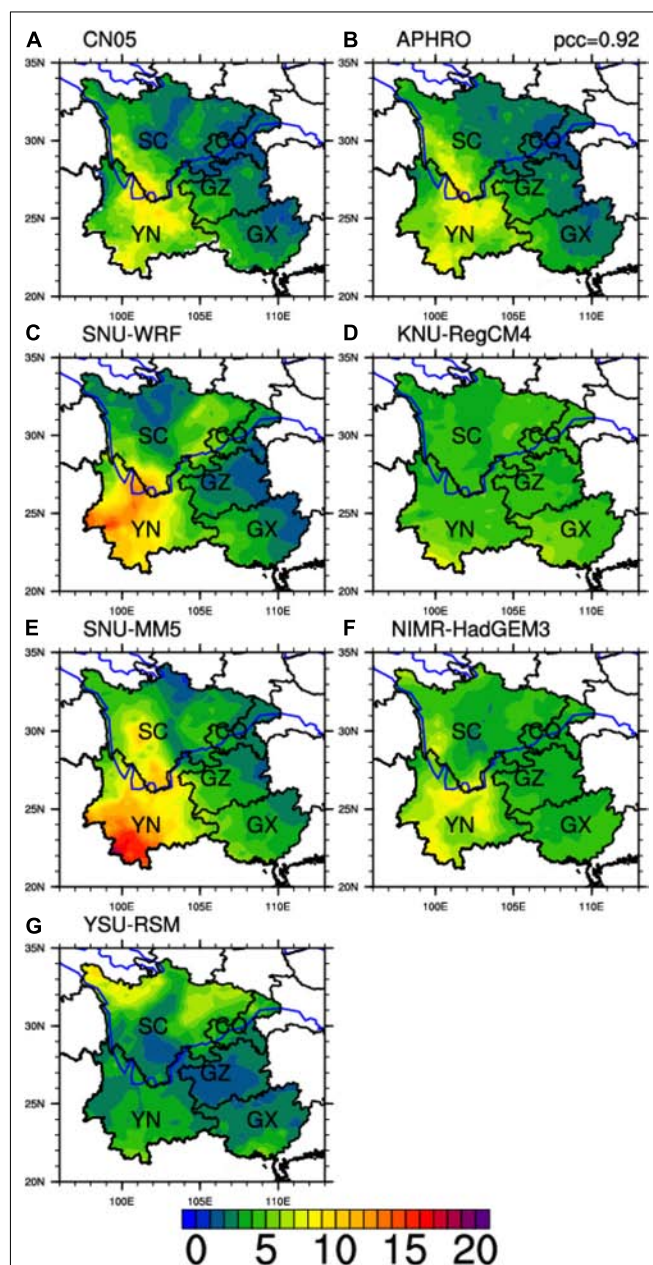 A CN05
B APHRO pcc=0.92
35N 35N
30N 30N
25N 25N
20N 20N
SC CQ SC CQ
GZ GZ
YN GX YN GX
100E 105E 110E 100E 105E 110E
C SNU-WRF
D KNU-RegCM4
35N 35N
30N 30N
25N 25N
20N 20N
SC CQ SC CQ
GZ GZ
YN GX YN GX
100E 105E 110E 100E 105E 110E
E SNU-MM5
F NIMR-HadGEM3
35N 35N
30N 30N
25N 25N
20N 20N
SC CQ SC CQ
GZ GZ
YN GX YN GX
100E 105E 110E 100E 105E 110E
G YSU-RSM
35N
30N
25N
20N
SC CQ
GZ
YN GX
100E 105E 110E
0 5 10 15 20